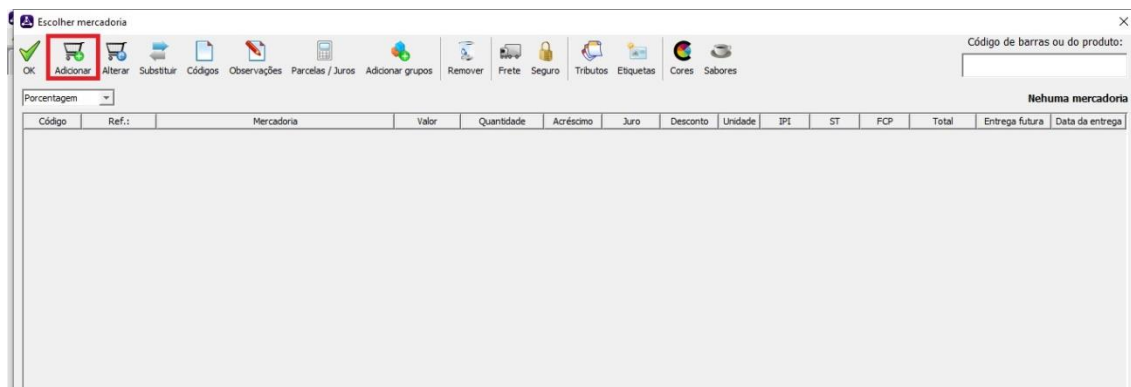 Escolher mercadoria
OK Adicionar Alterar Substituir Códigos Observações Parcelas / Juros Adicionar grupos Remover Frete Seguro Tributos Etiquetas Cores Sabores
Código de barras ou do produto:
Porcentagem
Nehuma mercadoria
Código Ref.: Mercadoria Valor Quantidade Acréscimo Juro Desconto Unidade IPI ST FCP Total Entrega futura Data da entrega